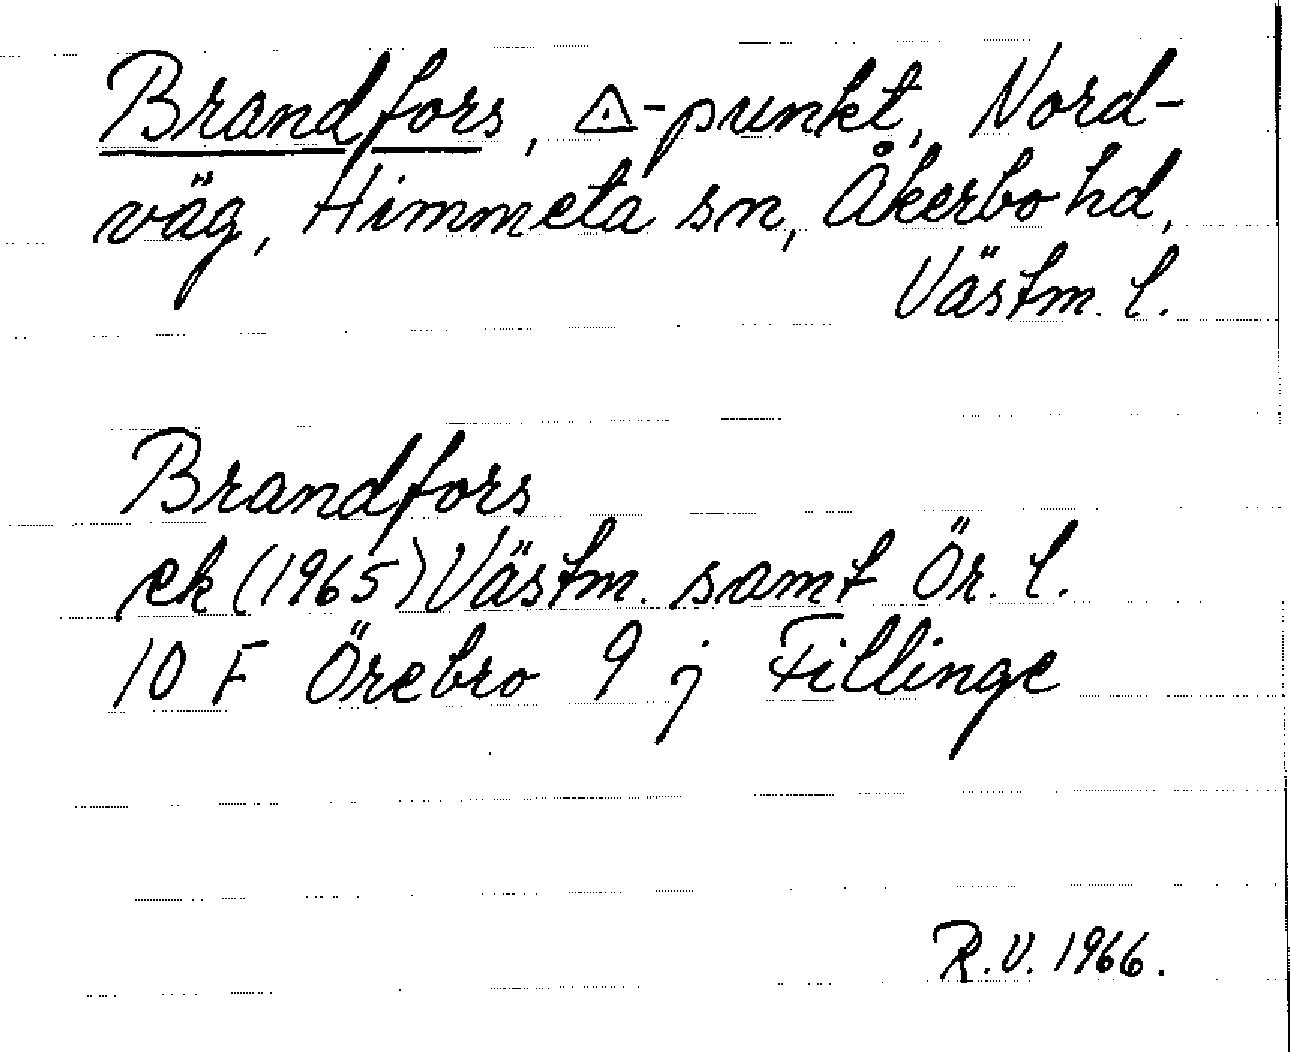 Brandfors, ⚠-punkt, Nord-
väg, Himmeta sn, Åkerbo hd,
Västm. l.
Brandfors
ek (1965) Västm. samt Ör. l.
10 F Örebro 9 j Fillinge
R.V. 1966.